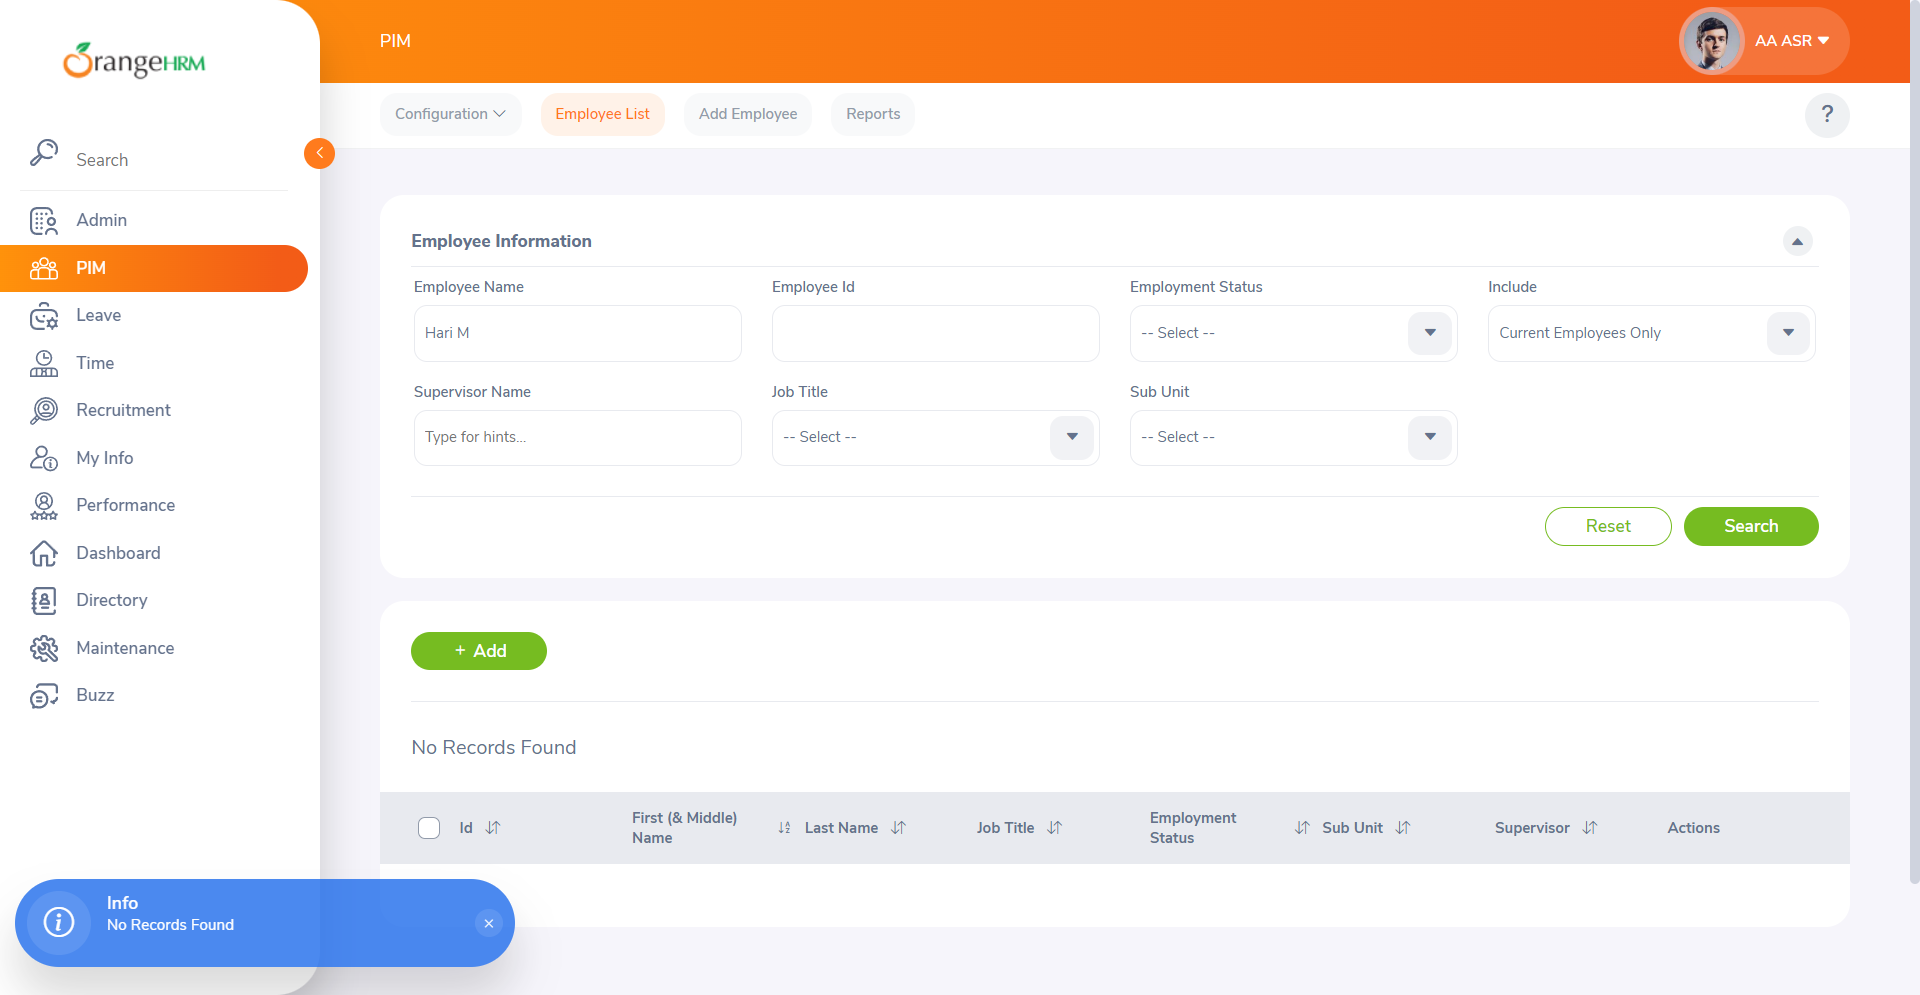 OrangeHRM
PIM
AA ASR
Configuration
Employee List
Add Employee
Reports
?
Search
Admin
PIM
Leave
Time
Recruitment
My Info
Performance
Dashboard
Directory
Maintenance
Buzz
Employee Information
Employee Name
Employee Id
Employment Status
Include
Hari M
-- Select --
Current Employees Only
Supervisor Name
Job Title
Sub Unit
Type for hints...
-- Select --
-- Select --
Reset
Search
+ Add
No Records Found
Id
First (& Middle)
Name
Last Name
Job Title
Employment
Status
Sub Unit
Supervisor
Actions
Info
No Records Found